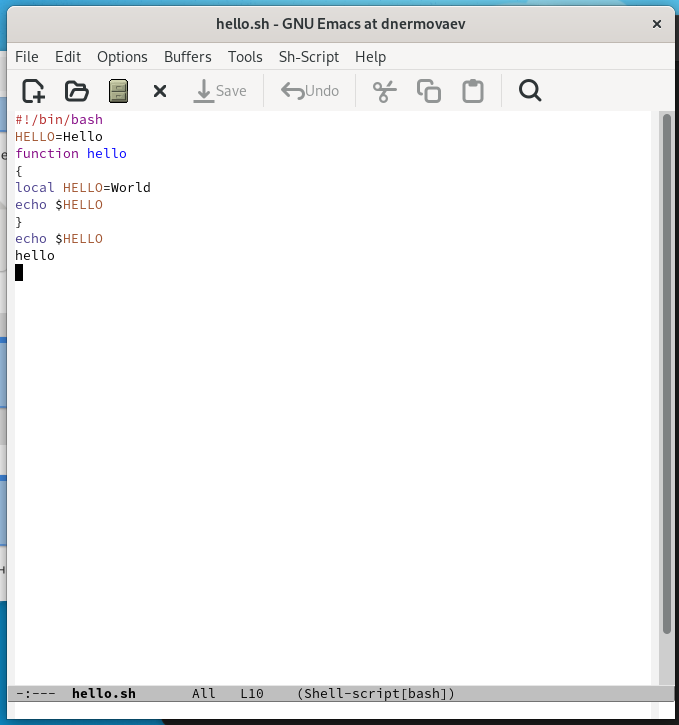 hello.sh - GNU Emacs at dnermovaev
File Edit Options Buffers Tools Sh-Script Help
Save Undo
#!/bin/bash
HELLO=Hello
function hello
{
local HELLO=World
echo $HELLO
}
echo $HELLO
hello
-:--- hello.sh All L10 (Shell-script[bash])